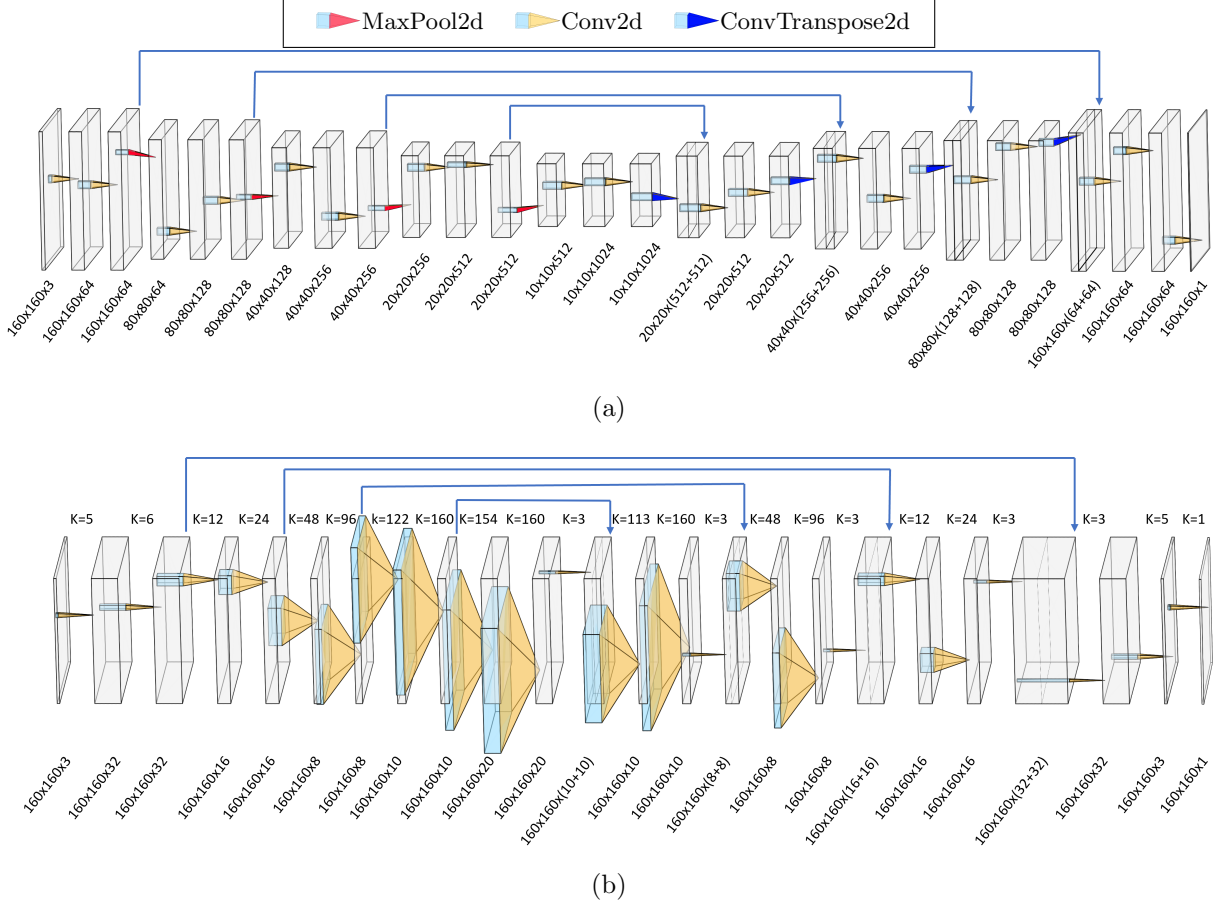 MaxPool2d Conv2d ConvTranspose2d
160x160x3
160x160x64
160x160x64
80x80x64
80x80x128
80x80x128
40x40x128
40x40x256
40x40x256
20x20x256
20x20x512
20x20x512
10x10x512
10x10x1024
10x10x1024
20x20x(512+512)
20x20x512
20x20x512
40x40x(256+256)
40x40x256
40x40x256
80x80x(128+128)
80x80x128
80x80x128
160x160x(64+64)
160x160x64
160x160x64
160x160x1
(a)
K=5 K=6 K=12 K=24 K=48 K=96 K=122 K=160 K=154 K=160 K=3 K=113 K=160 K=3 K=48 K=96 K=3 K=12 K=24 K=3 K=3 K=5 K=1
160x160x3
160x160x32
160x160x32
160x160x16
160x160x16
160x160x8
160x160x8
160x160x10
160x160x10
160x160x20
160x160x20
160x160x(10+10)
160x160x10
160x160x10
160x160x(8+8)
160x160x8
160x160x8
160x160x(16+16)
160x160x16
160x160x16
160x160x(32+32)
160x160x32
160x160x3
160x160x1
(b)